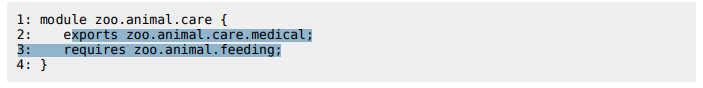 1: module zoo.animal.care {
2:    exports zoo.animal.care.medical;
3:    requires zoo.animal.feeding;
4: }